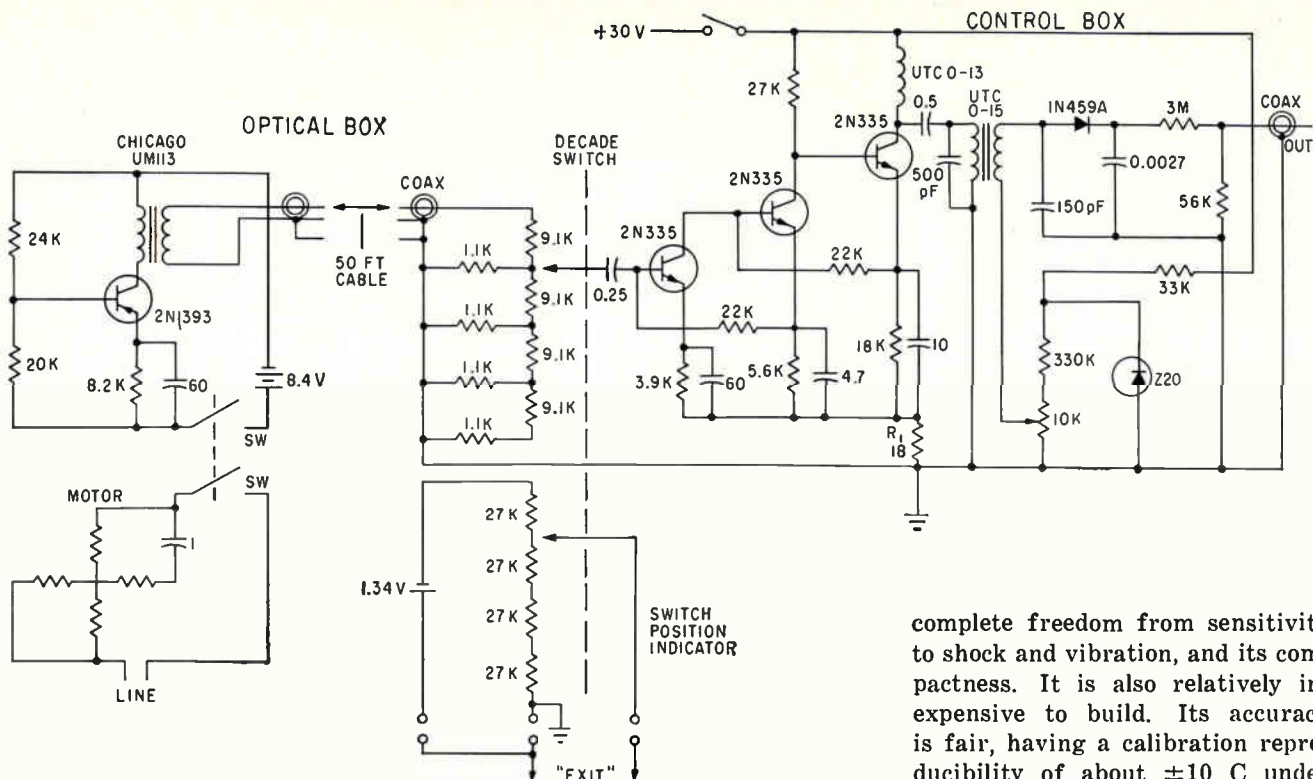 CONTROL BOX
+30 V
OPTICAL BOX
CHICAGO
UM113
24K
2N1393
20K
8.2K
60
8.4 V
SW
SW
MOTOR
1
LINE
50 FT
CABLE
COAX
DECADE
SWITCH
9.1K
1.1K
9.1K
1.1K
9.1K
1.1K
9.1K
1.1K
0.25
2N335
22K
3.9K
60
2N335
27K
5.6K
4.7
22K
2N335
UTC O-13
0.5
500
pF
UTC
O-15
18K
10
R1
18
1N459A
3M
COAX
OUT
150pF
0.0027
56K
33K
330K
10K
Z20
1.34V
27K
27K
27K
27K
SWITCH
POSITION
INDICATOR
"EXIT"
complete freedom from sensitivit
to shock and vibration, and its com
pactness. It is also relatively in
expensive to build. Its accurac
is fair, having a calibration repro
ducibility of about ±10 C unde